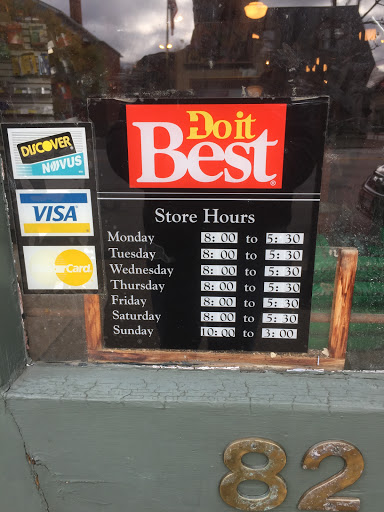 Do it
Best®
DISCOVER
NOVUS
VISA
MasterCard
Store Hours
Monday 8:00 to 5:30
Tuesday 8:00 to 5:30
Wednesday 8:00 to 5:30
Thursday 8:00 to 5:30
Friday 8:00 to 5:30
Saturday 8:00 to 5:30
Sunday 10:00 to 3:00
82